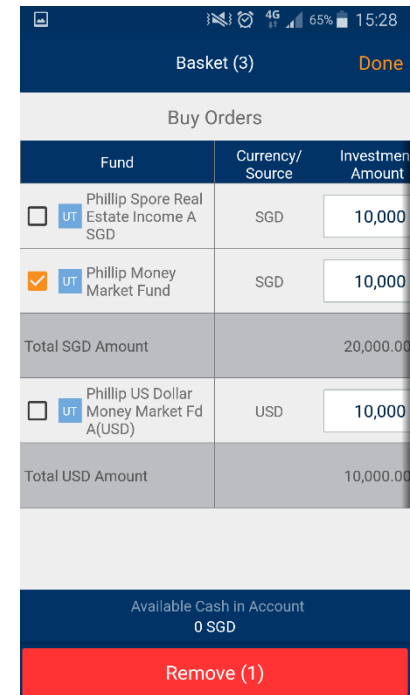 4G 65% 15:28
Basket (3) Done
Buy Orders
Fund Currency/ Investmen
Source Amount
Phillip Spore Real
UT Estate Income A SGD 10,000
SGD
Phillip Money
UT Market Fund SGD 10,000
Total SGD Amount 20,000.00
Phillip US Dollar
UT Money Market Fd USD 10,000
A(USD)
Total USD Amount 10,000.00
Available Cash in Account
0 SGD
Remove (1)